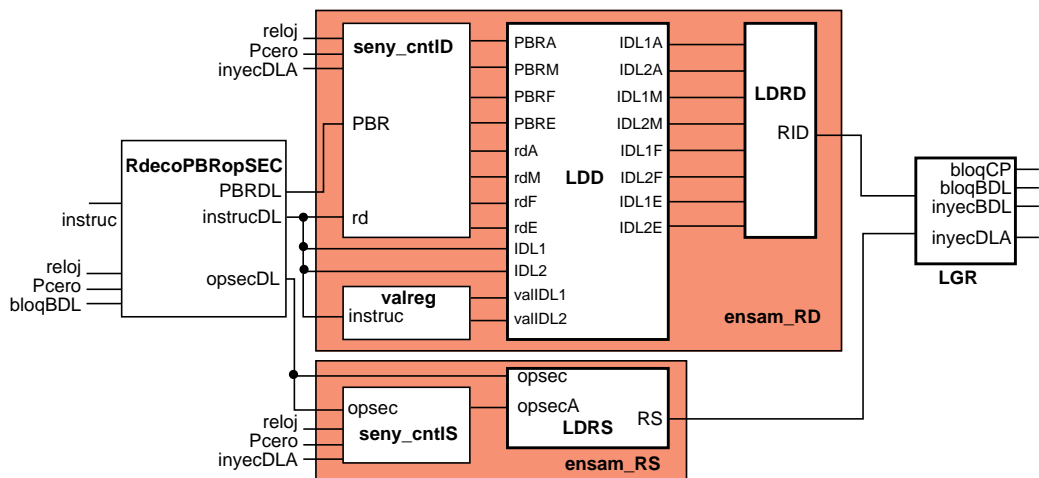 reloj
Pcero
inyecDLA
seny_cntID
PBR
rd
PBRA
PBRM
PBRF
PBRE
rdA
rdM
rdF
rdE
IDL1
IDL2
valIDL1
valIDL2
LDD
IDL1A
IDL2A
IDL1M
IDL2M
IDL1F
IDL2F
IDL1E
IDL2E
LDRD
RID
RdecoPBRopSEC
PBRDL
instruc
instrucDL
opsecDL
reloj
Pcero
bloqBDL
valreg
instruc
ensam_RD
bloqCP
bloqBDL
inyecBDL
inyecDLA
LGR
opsec
opsecA
RS
LDRS
opsec
seny_cntIS
reloj
Pcero
inyecDLA
ensam_RS